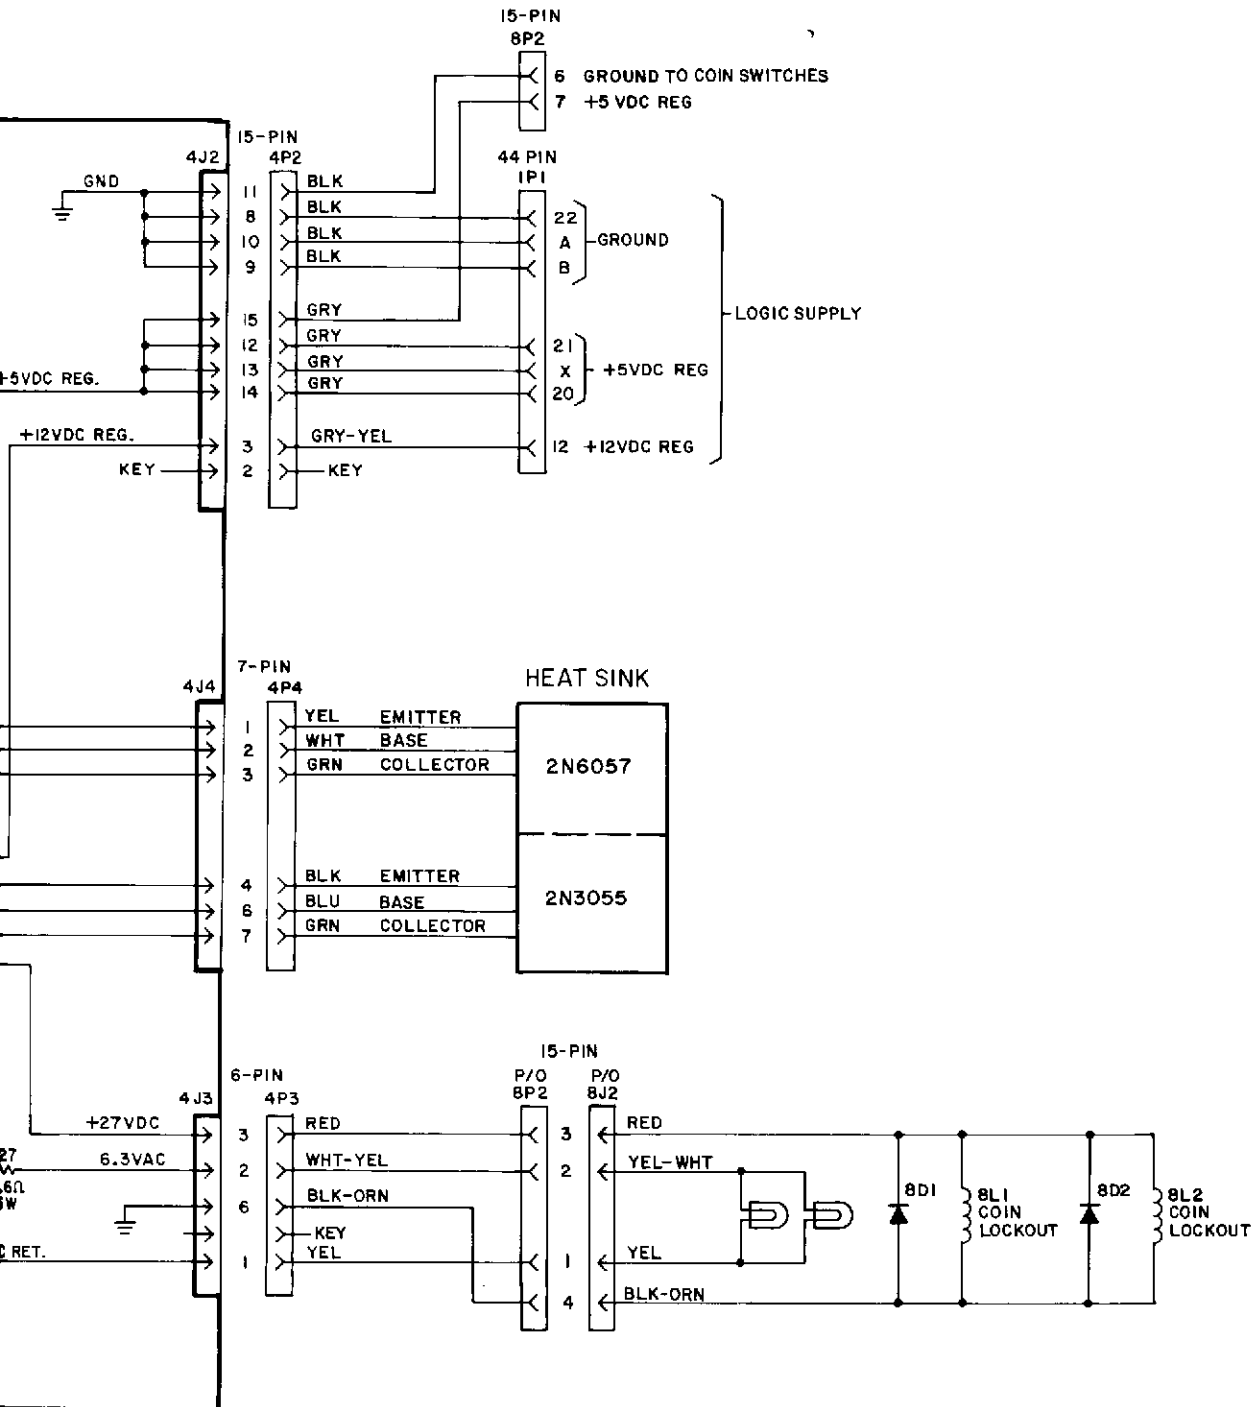 15-PIN
8P2
6 GROUND TO COIN SWITCHES
7 +5 VDC REG
15-PIN
4J2 4P2
44 PIN
1P1
GND 11 BLK
8 BLK 22
10 BLK A GROUND
9 BLK B
15 GRY
LOGIC SUPPLY
12 GRY 21
13 GRY X +5VDC REG
+5VDC REG. 14 GRY 20
+12VDC REG. 3 GRY-YEL 12 +12VDC REG
KEY 2 KEY
7-PIN
4J4 4P4
HEAT SINK
1 YEL EMITTER
2 WHT BASE
3 GRN COLLECTOR
2N6057
4 BLK EMITTER
6 BLU BASE
7 GRN COLLECTOR
2N3055
15-PIN
6-PIN
4J3 4P3
P/O P/O
8P2 8J2
+27VDC 3 RED 3 RED
27
6.3VAC 2 WHT-YEL 2 YEL-WHT
.6Ω
W
6 BLK-ORN
KEY
C RET. 1 YEL 1 YEL
4 BLK-ORN
8D1
8L1
COIN
LOCKOUT
8D2
8L2
COIN
LOCKOUT